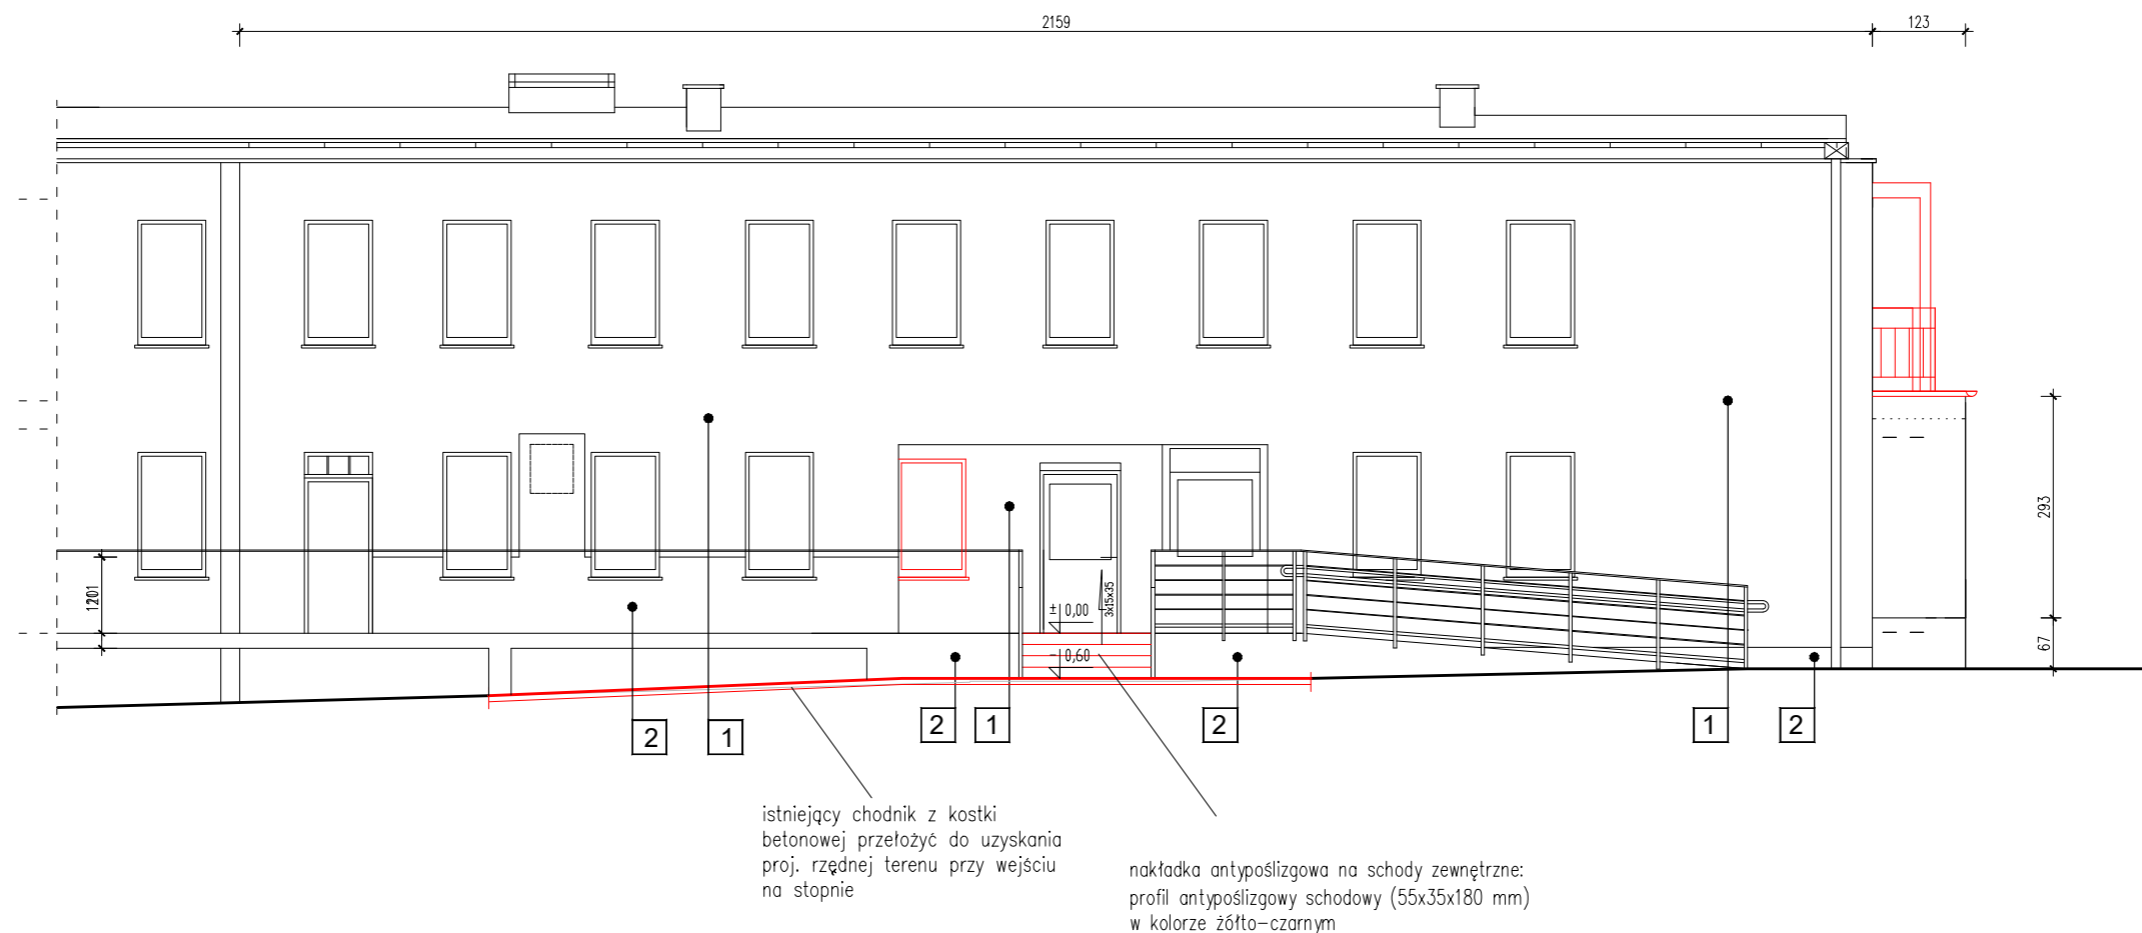 2159
123
293
67
± 0,00
3x15x35
- 0,60
2
1
2
1
2
1
2
istniejący chodnik z kostki
betonowej przełożyć do uzyskania
proj. rzędnej terenu przy wejściu
na stopnie
nakładka antypoślizgowa na schody zewnętrzne:
profil antypoślizgowy schodowy (55x35x180 mm)
w kolorze żółto-czarnym